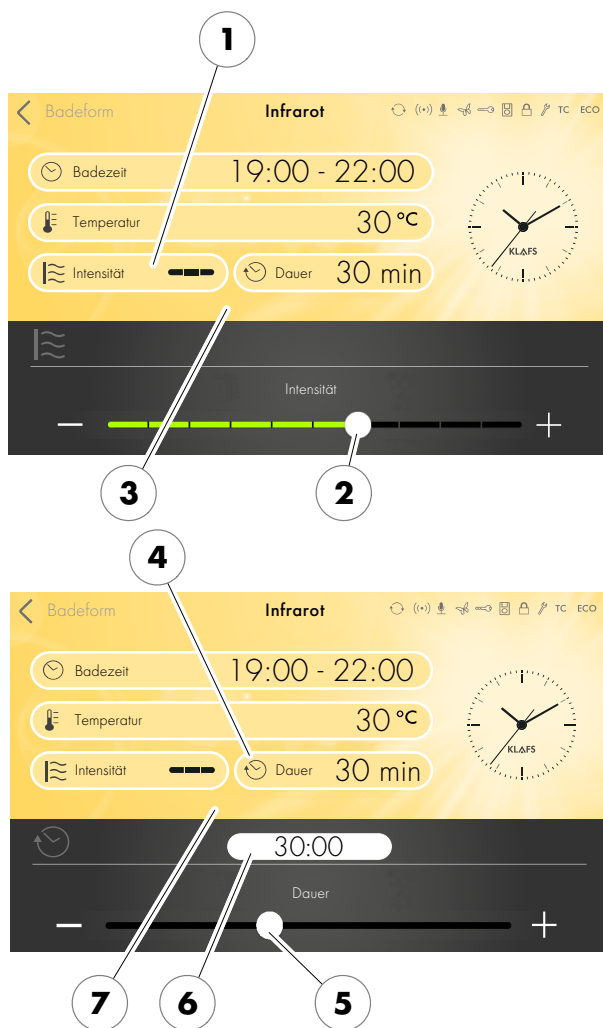 1
Badeform Infrarot TC ECO
Badezeit 19:00 - 22:00
Temperatur 30 °C
Intensität Dauer 30 min
KLAFS
Intensität
3 2
4
Badeform Infrarot TC ECO
Badezeit 19:00 - 22:00
Temperatur 30 °C
Intensität Dauer 30 min
KLAFS
30:00
Dauer
7 6 5